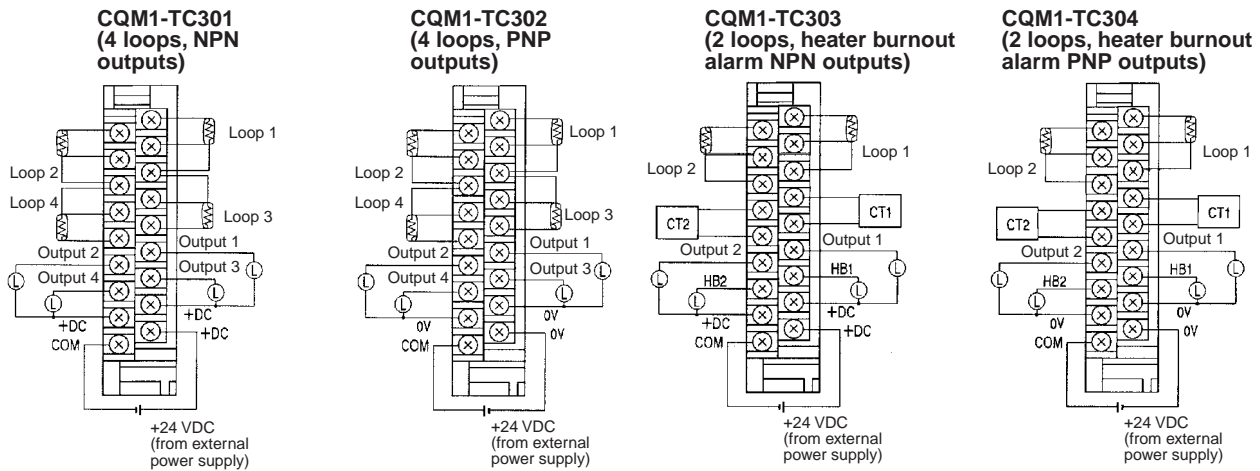 CQM1-TC301
(4 loops, NPN
outputs)
Loop 1
Loop 2
Loop 4
Loop 3
Output 1
Output 2
Output 3
Output 4
L
L
L
L
+DC
+DC
+DC
COM
+24 VDC
(from external
power supply)
CQM1-TC302
(4 loops, PNP
outputs)
Loop 1
Loop 2
Loop 4
Loop 3
Output 1
Output 2
Output 3
Output 4
L
L
L
L
0V
0V
0V
COM
+24 VDC
(from external
power supply)
CQM1-TC303
(2 loops, heater burnout
alarm NPN outputs)
Loop 1
Loop 2
CT1
CT2
Output 1
Output 2
HB1
HB2
L
L
L
L
+DC
+DC
+DC
COM
+24 VDC
(from external
power supply)
CQM1-TC304
(2 loops, heater burnout
alarm PNP outputs)
Loop 1
Loop 2
CT1
CT2
Output 1
Output 2
HB1
HB2
L
L
L
L
0V
0V
0V
COM
+24 VDC
(from external
power supply)